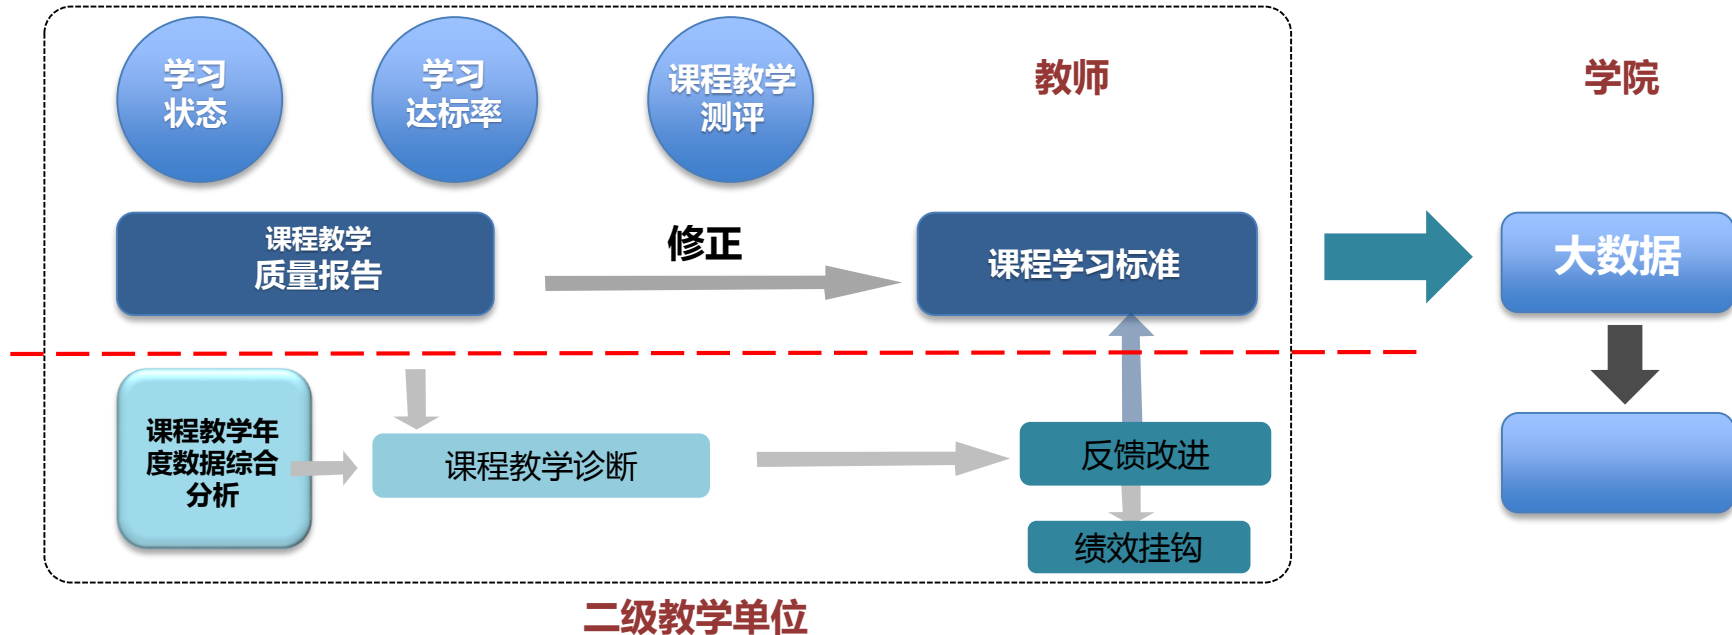 学习
状态
学习
达标率
课程教学
测评
教师
学院
课程教学
质量报告
修正
课程学习标准
大数据
课程教学年
度数据综合
分析
课程教学诊断
反馈改进
绩效挂钩
二级教学单位